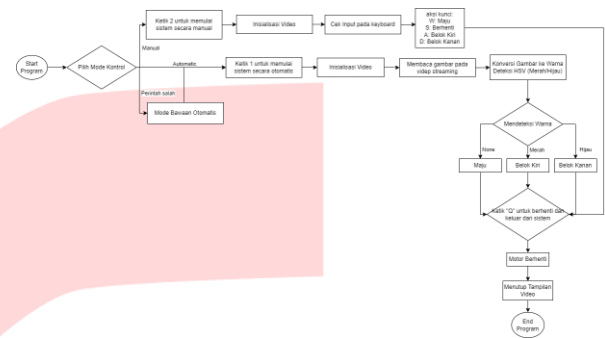 Start
Program
Pilih Mode Kontrol
Manual
Ketik 2 untuk memulai
sistem secara manual
Inisialisasi Video
Cek Input pada keyboard
aksi kunci:
W: Maju
S: Berhenti
A: Belok Kiri
D: Belok Kanan
Automatic
Ketik 1 untuk memulai
sistem secara otomatis
Inisialisasi Video
Membaca gambar pada
video streaming
Konversi Gambar ke Warna
Deteksi HSV (Merah/Hijau)
Perintah salah
Mode Bawaan Otomatis
Mendeteksi Warna
None
Merah
Hijau
Maju
Belok Kiri
Belok Kanan
Ketik "Q" untuk berhenti dan
keluar dari sistem
Motor Berhenti
Menutup Tampilan
Video
End
Program